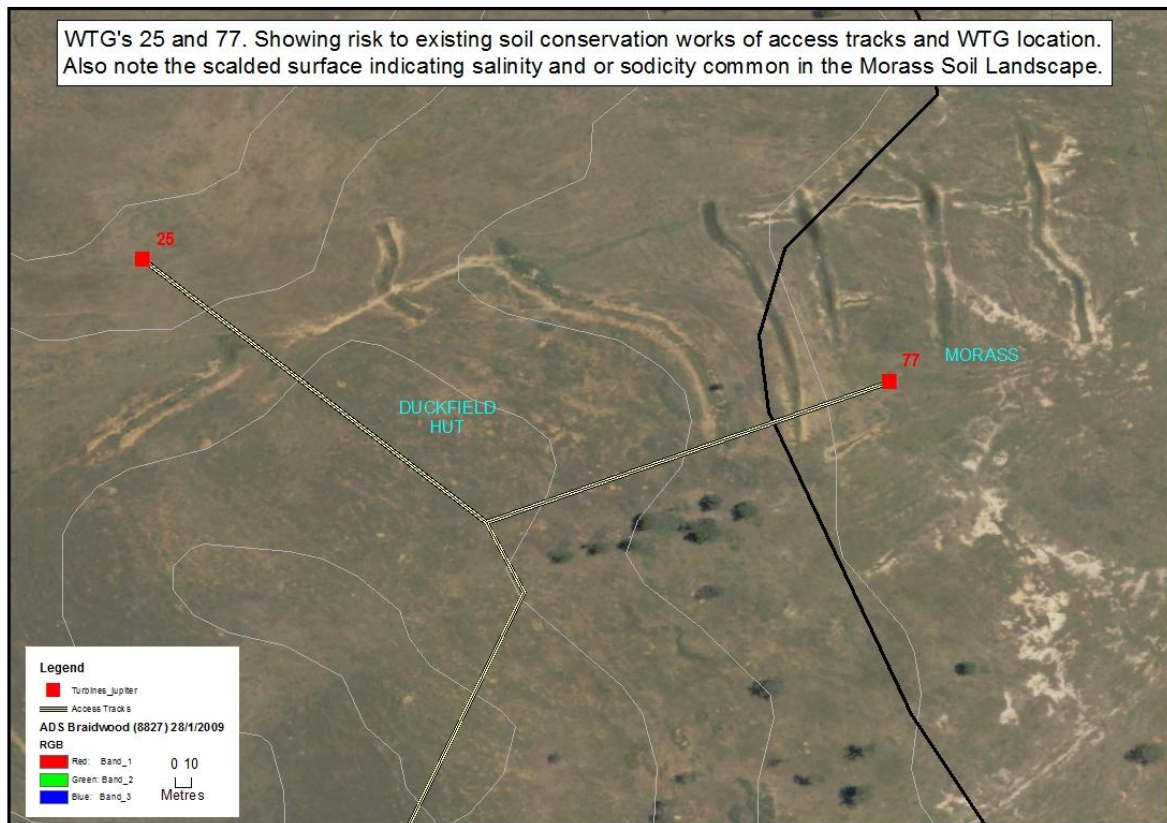 WTG's 25 and 77. Showing risk to existing soil conservation works of access tracks and WTG location.
Also note the scalded surface indicating salinity and or sodicity common in the Morass Soil Landscape.
25
77
MORASS
DUCKFIELD
HUT
Legend
Turbines_jupiter
Access Tracks
ADS Braidwood (8827) 28/1/2009
RGB
Red: Band_1
Green: Band_2
Blue: Band_3
0 10
Metres